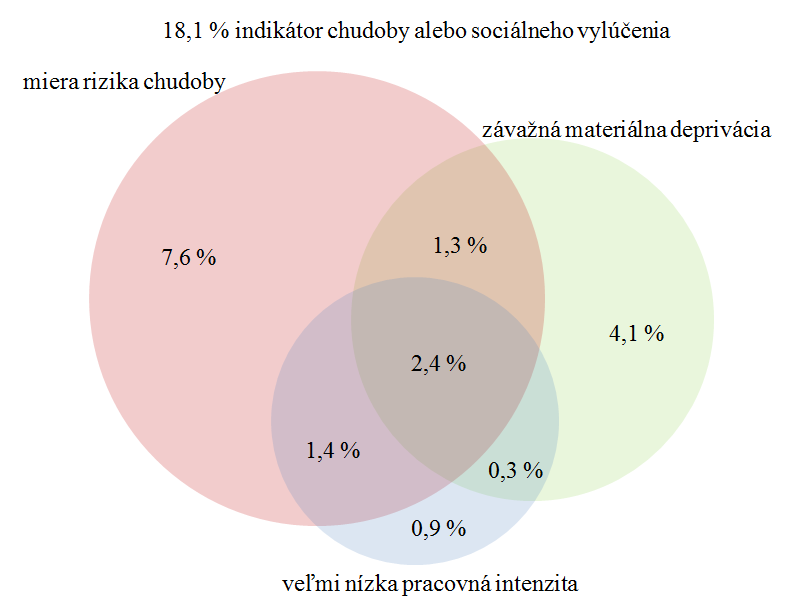 18,1 % indikátor chudoby alebo sociálneho vylúčenia
miera rizika chudoby
závažná materiálna deprivácia
7,6 %
1,3 %
4,1 %
2,4 %
1,4 %
0,3 %
0,9 %
veľmi nízka pracovná intenzita